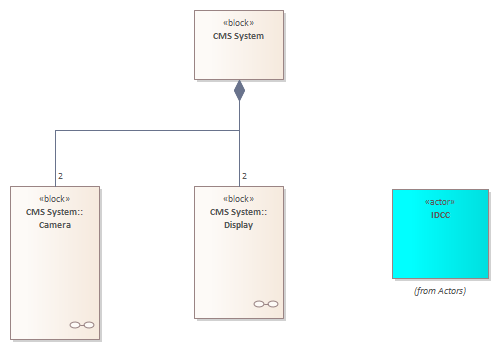 «block»
CMS System
2
2
«block»
CMS System::
Camera
«block»
CMS System::
Display
«actor»
IDCC
(from Actors)